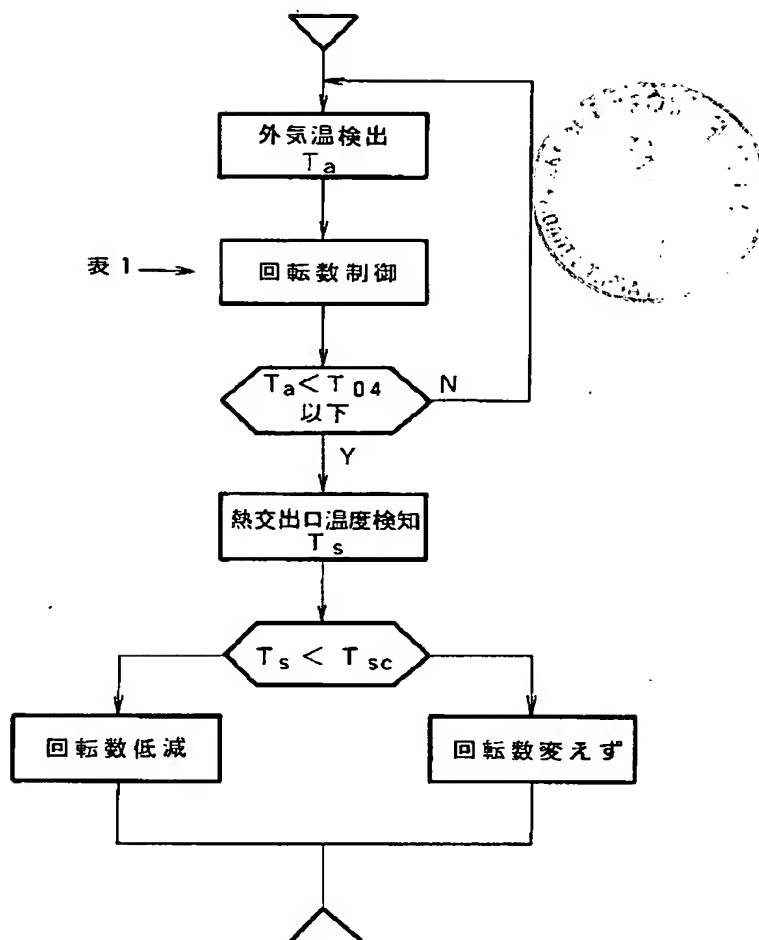 外気温検出
Ta
表1
回転数制御
Ta<T04
以下
N
Y
熱交出口温度検知
Ts
Ts < Tsc
回転数低減
回転数変えず